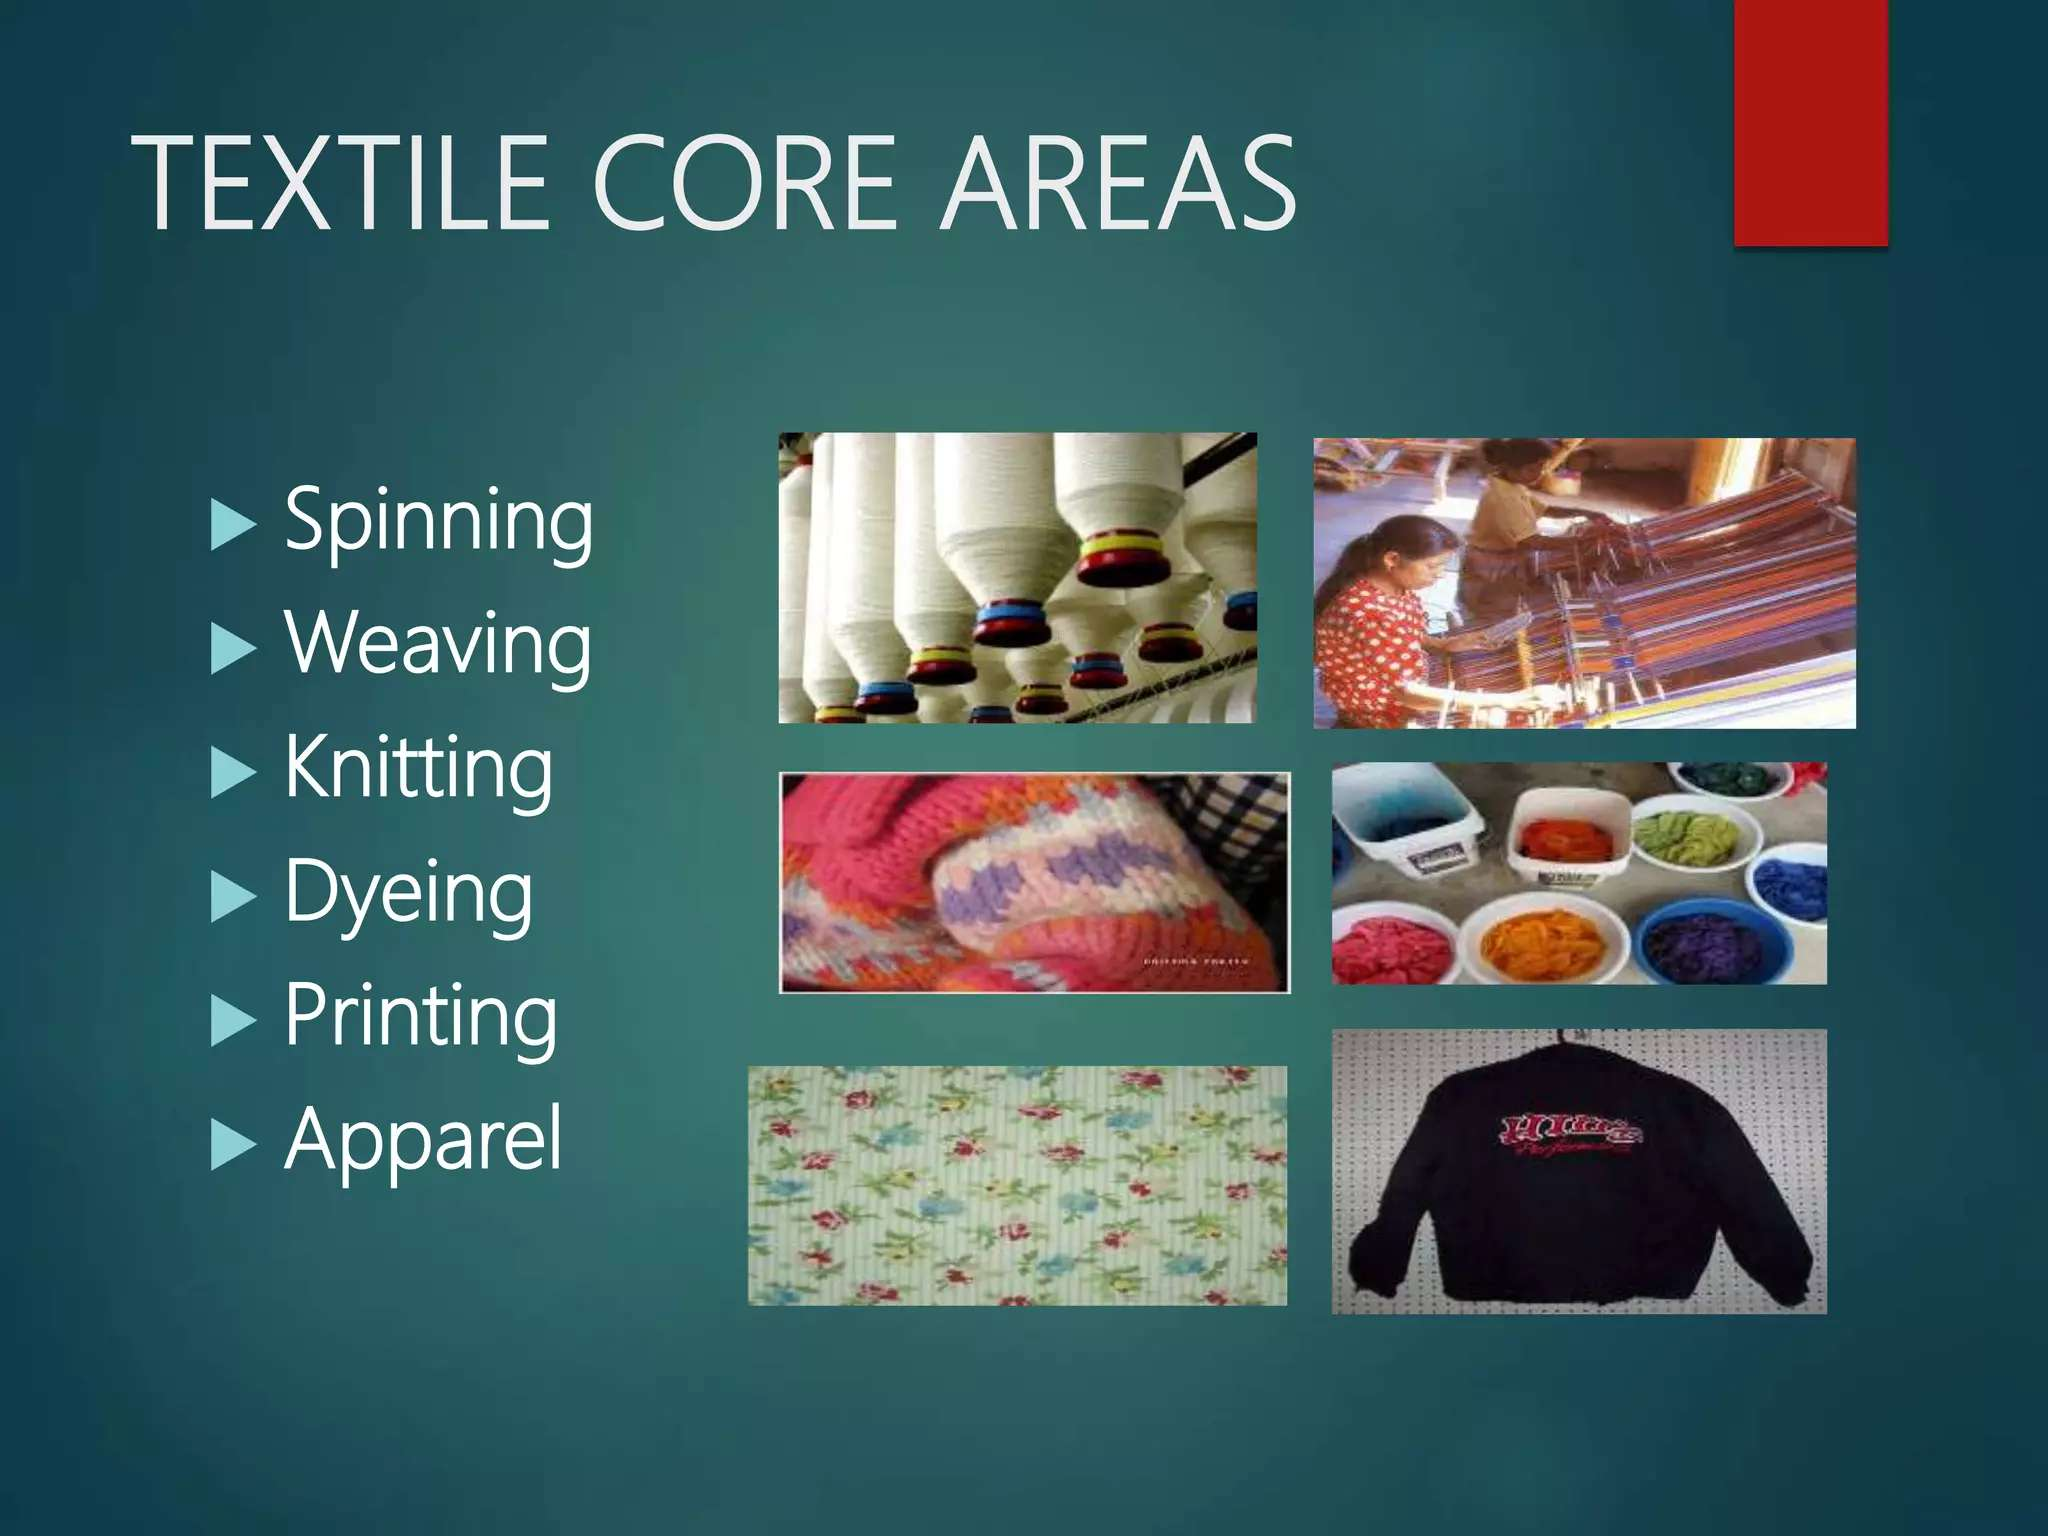 TEXTILE CORE AREAS
Spinning
Weaving
Knitting
Dyeing
Printing
Apparel